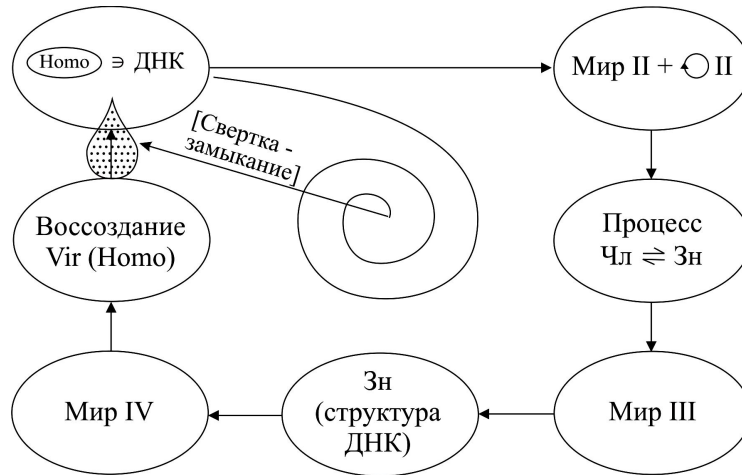 Homo ∍ ДНК
Мир II + ↻ II
[Свертка -
замыкание]
Воссоздание
Vir (Homo)
Процесс
Чл ⇌ Зн
Мир IV
Зн
(структура
ДНК)
Мир III